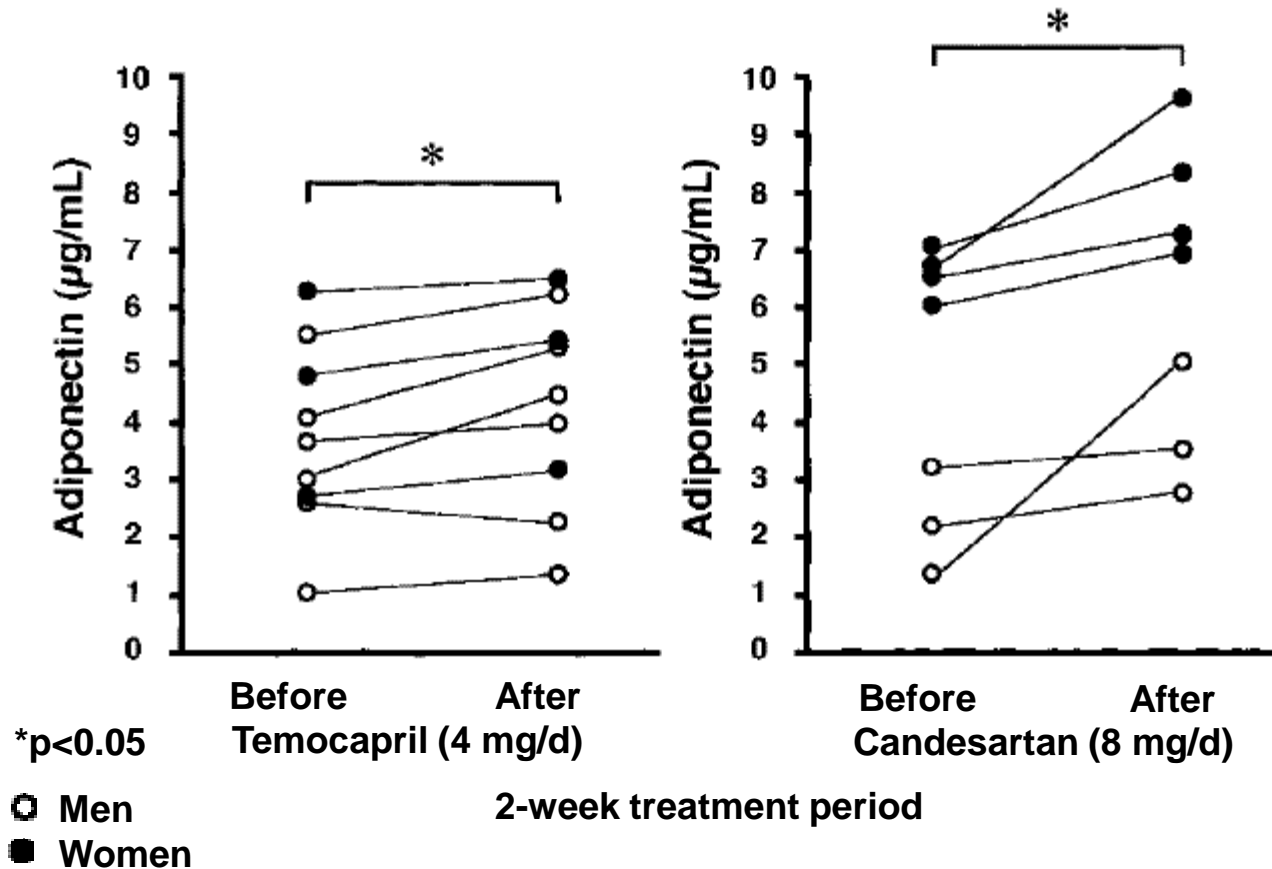 *
*
10
9
8
7
6
5
4
3
2
1
0
Adiponectin (µg/mL)
10
9
8
7
6
5
4
3
2
1
0
Adiponectin (µg/mL)
Before After
Temocapril (4 mg/d)
Before After
Candesartan (8 mg/d)
*p<0.05
Men
Women
2-week treatment period